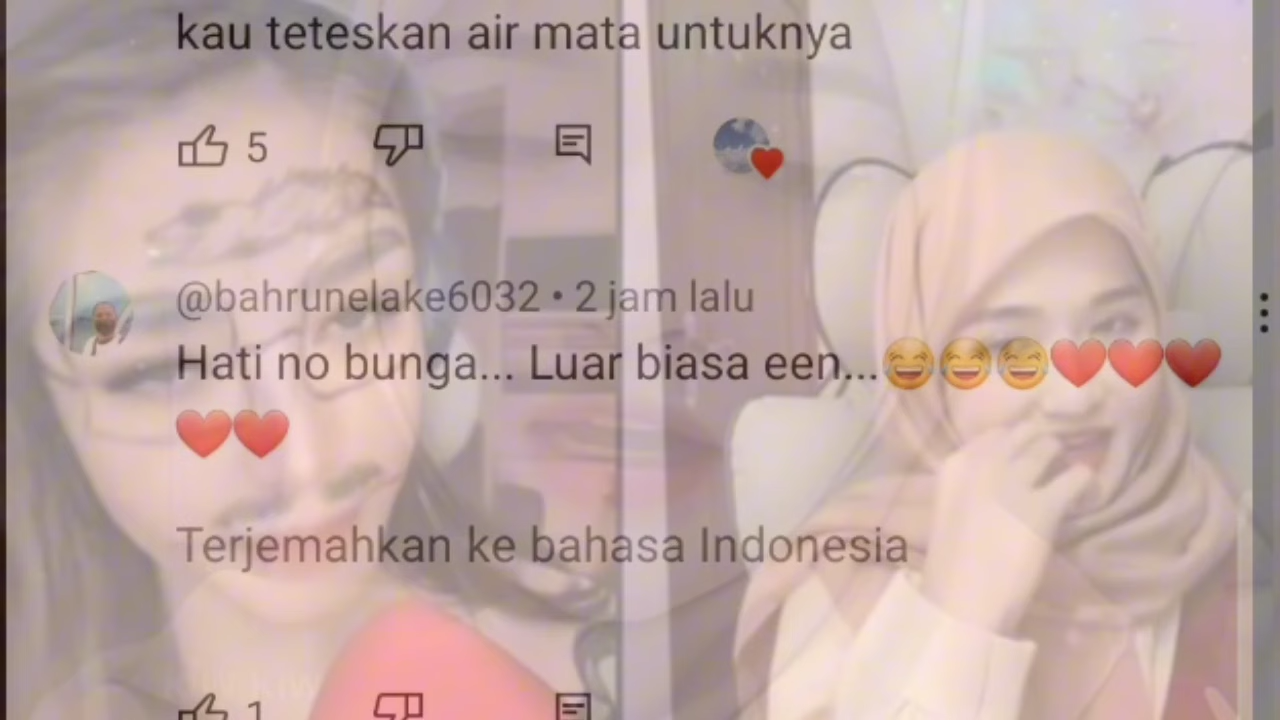 kau teteskan air mata untuknya
5
@bahrunelake6032 • 2 jam lalu
Hati no bunga... Luar biasa een...😂😂😂❤️❤️❤️
❤️❤️
Terjemahkan ke bahasa Indonesia
1